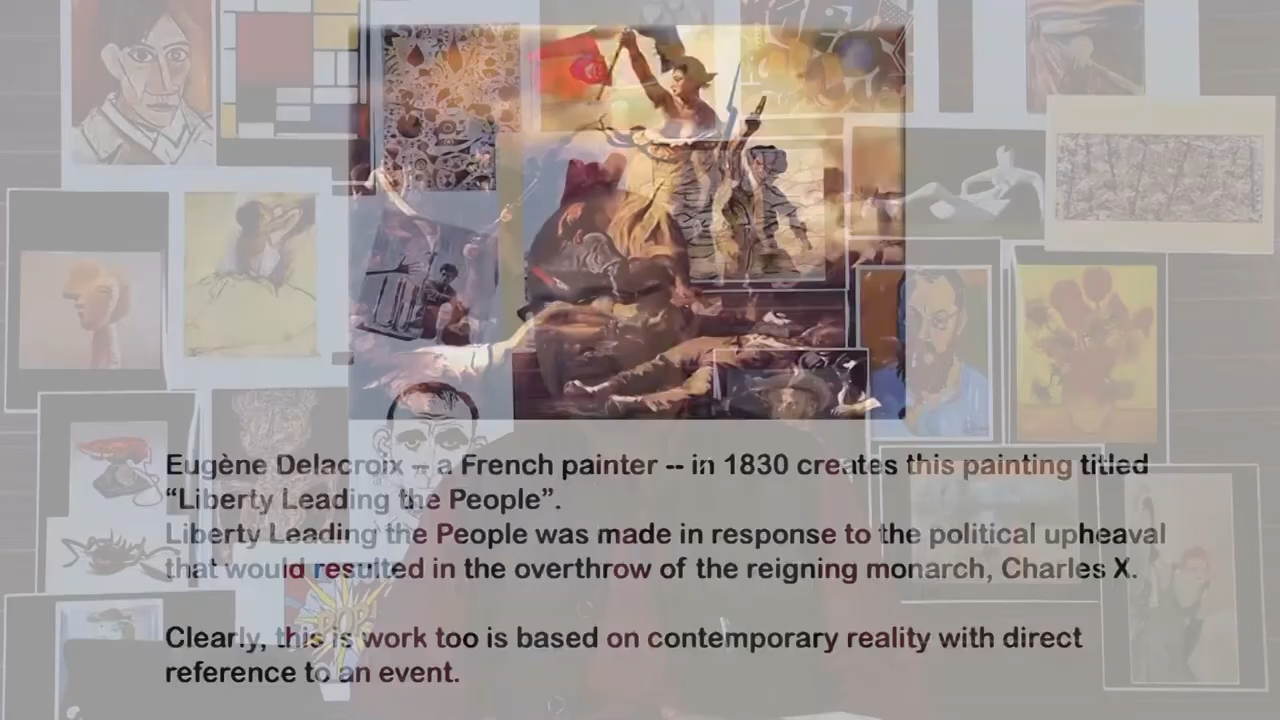 Eugène Delacroix -- a French painter -- in 1830 creates this painting titled
“Liberty Leading the People”.
Liberty Leading the People was made in response to the political upheaval
that would resulted in the overthrow of the reigning monarch, Charles X.
Clearly, this is work too is based on contemporary reality with direct
reference to an event.
POP!